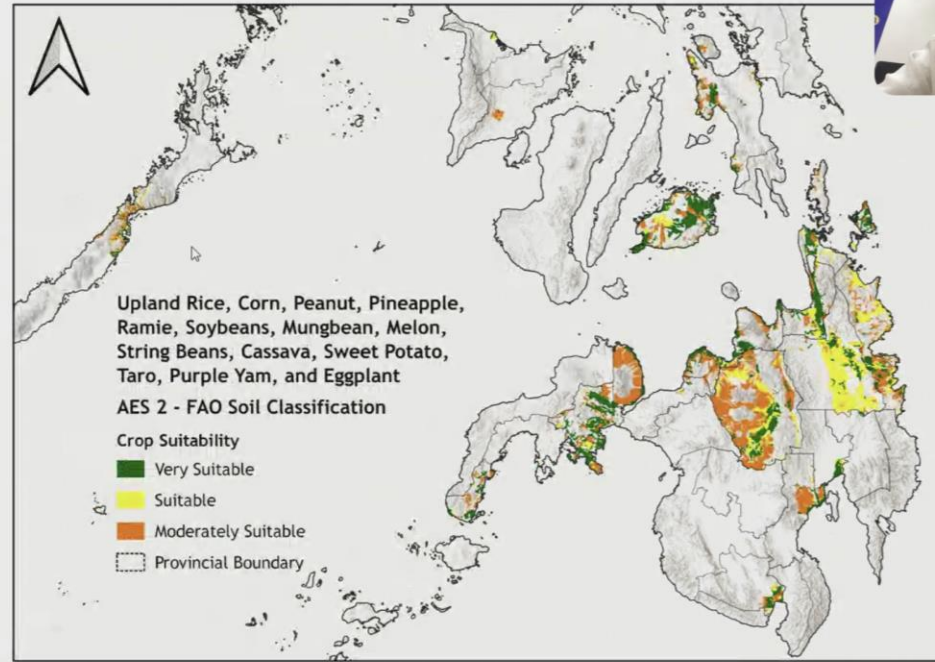 Upland Rice, Corn, Peanut, Pineapple,
Ramie, Soybeans, Mungbean, Melon,
String Beans, Cassava, Sweet Potato,
Taro, Purple Yam, and Eggplant
AES 2 - FAO Soil Classification
Crop Suitability
Very Suitable
Suitable
Moderately Suitable
Provincial Boundary